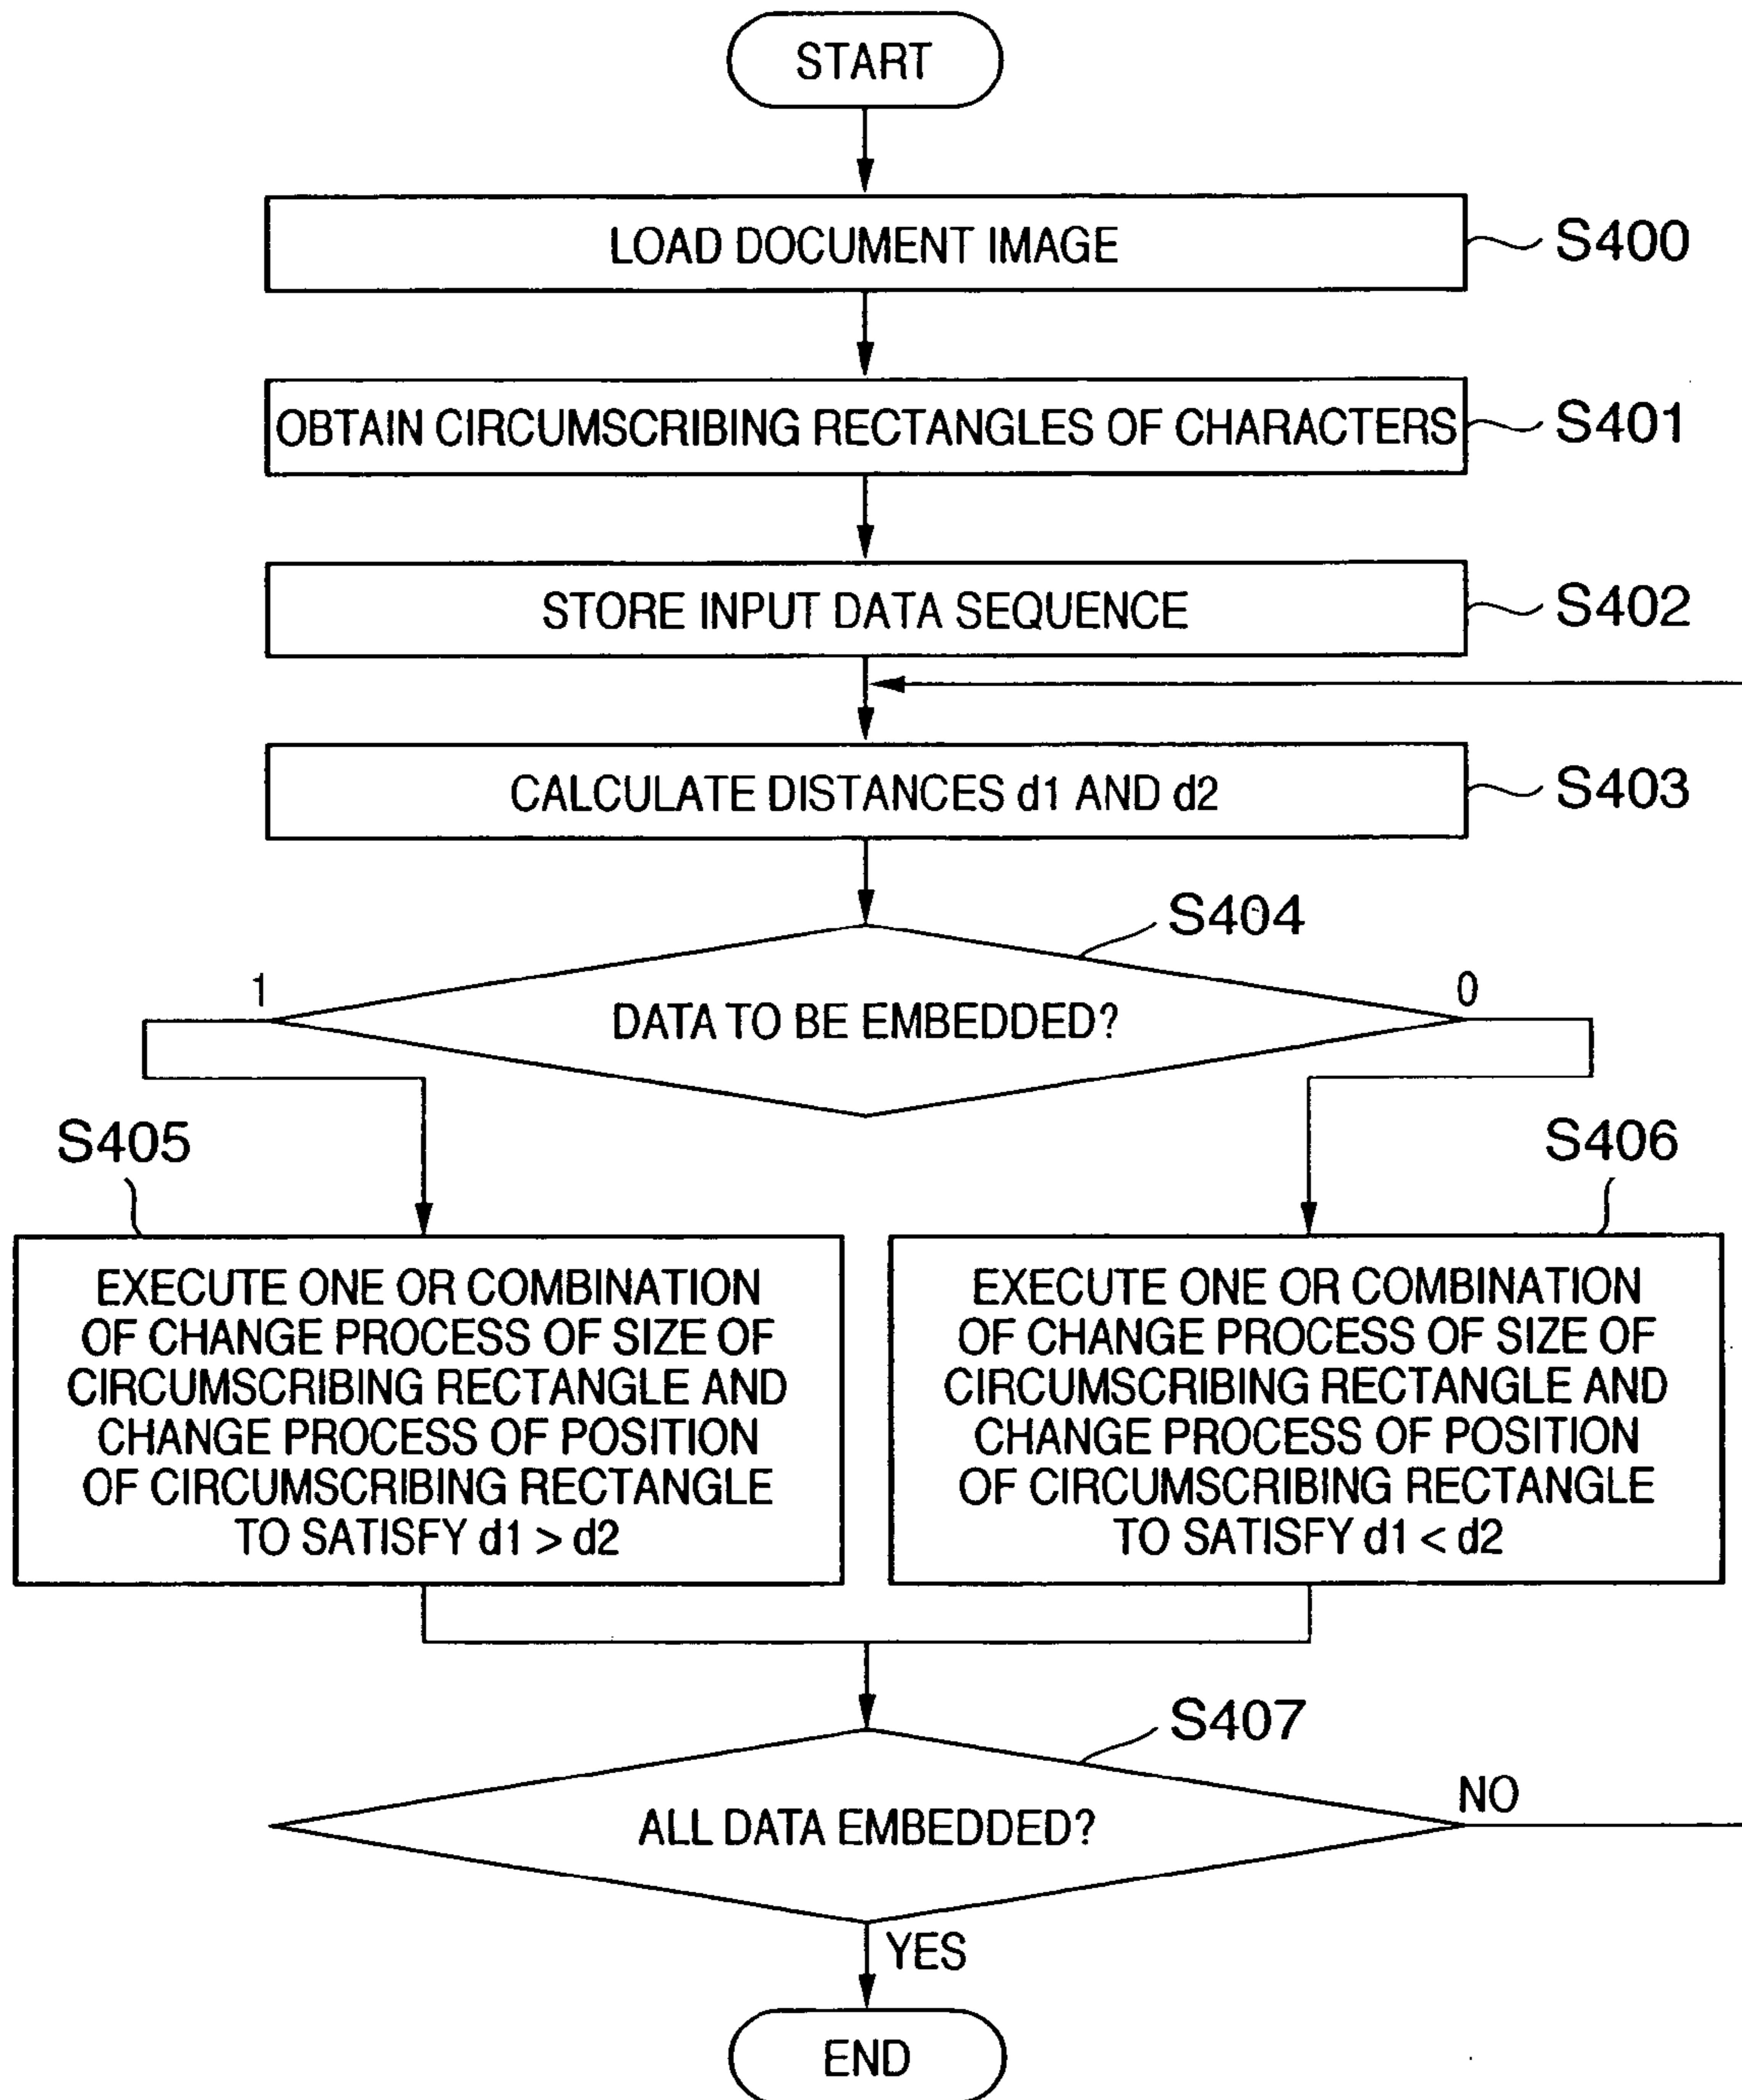 START
LOAD DOCUMENT IMAGE
S400
OBTAIN CIRCUMSCRIBING RECTANGLES OF CHARACTERS
S401
STORE INPUT DATA SEQUENCE
S402
CALCULATE DISTANCES d1 AND d2
S403
S404
1
DATA TO BE EMBEDDED?
0
S405
EXECUTE ONE OR COMBINATION
OF CHANGE PROCESS OF SIZE OF
CIRCUMSCRIBING RECTANGLE AND
CHANGE PROCESS OF POSITION
OF CIRCUMSCRIBING RECTANGLE
TO SATISFY d1 > d2
S406
EXECUTE ONE OR COMBINATION
OF CHANGE PROCESS OF SIZE OF
CIRCUMSCRIBING RECTANGLE AND
CHANGE PROCESS OF POSITION
OF CIRCUMSCRIBING RECTANGLE
TO SATISFY d1 < d2
S407
ALL DATA EMBEDDED?
NO
YES
END